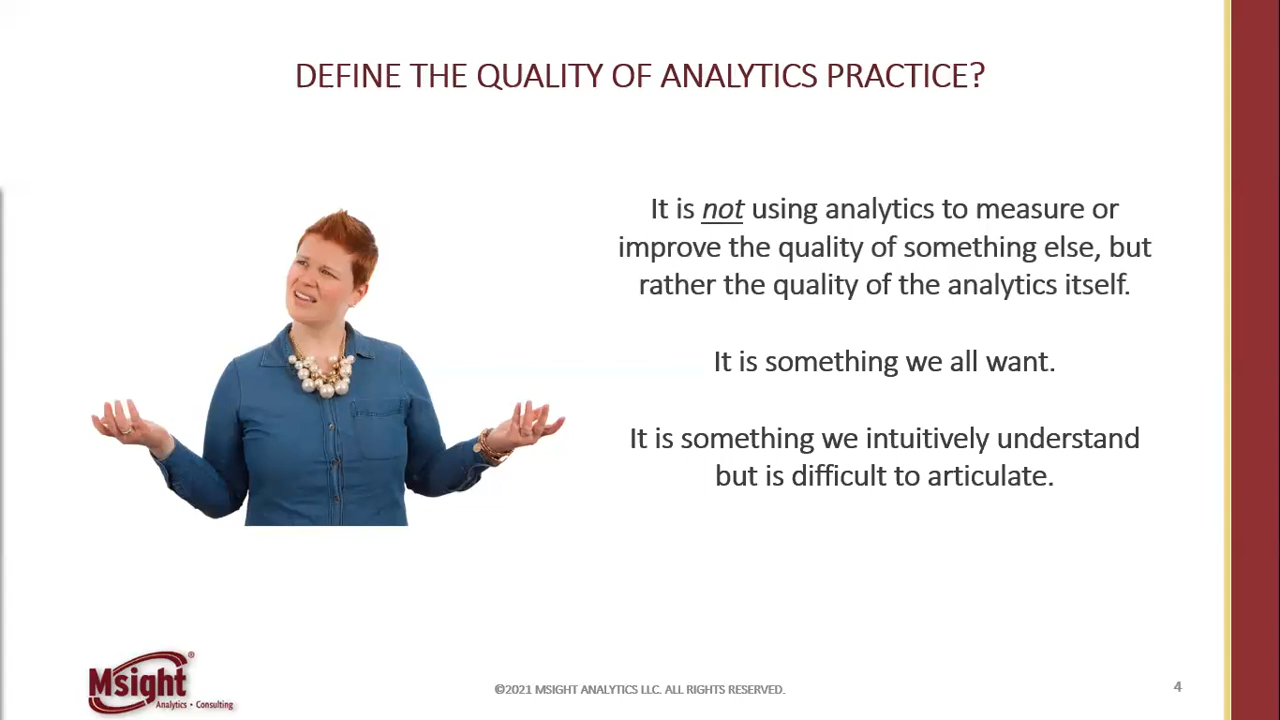 DEFINE THE QUALITY OF ANALYTICS PRACTICE?
It is not using analytics to measure or
improve the quality of something else, but
rather the quality of the analytics itself.
It is something we all want.
It is something we intuitively understand
but is difficult to articulate.
Msight®
Analytics • Consulting
©2021 MSIGHT ANALYTICS LLC. ALL RIGHTS RESERVED.
4